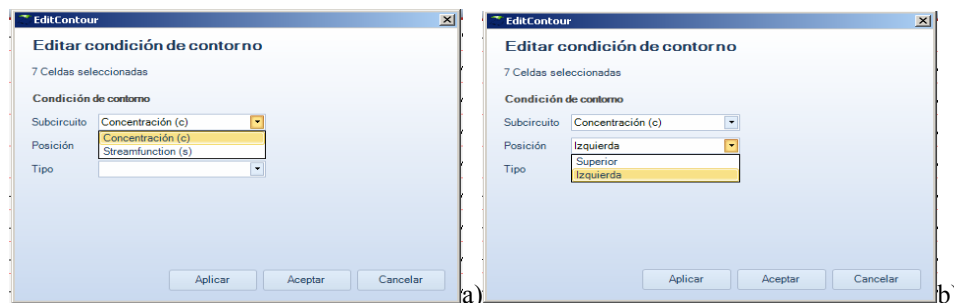 EditContour
Editar condición de contorno
7 Celdas seleccionadas
Condición de contorno
Subcircuito Concentración (c)
Concentración (c)
Posición
Streamfunction (s)
Tipo
Aplicar Aceptar Cancelar
a)
EditContour
Editar condición de contorno
7 Celdas seleccionadas
Condición de contorno
Subcircuito Concentración (c)
Posición Izquierda
Superior
Tipo
Izquierda
Aplicar Aceptar Cancelar
b)